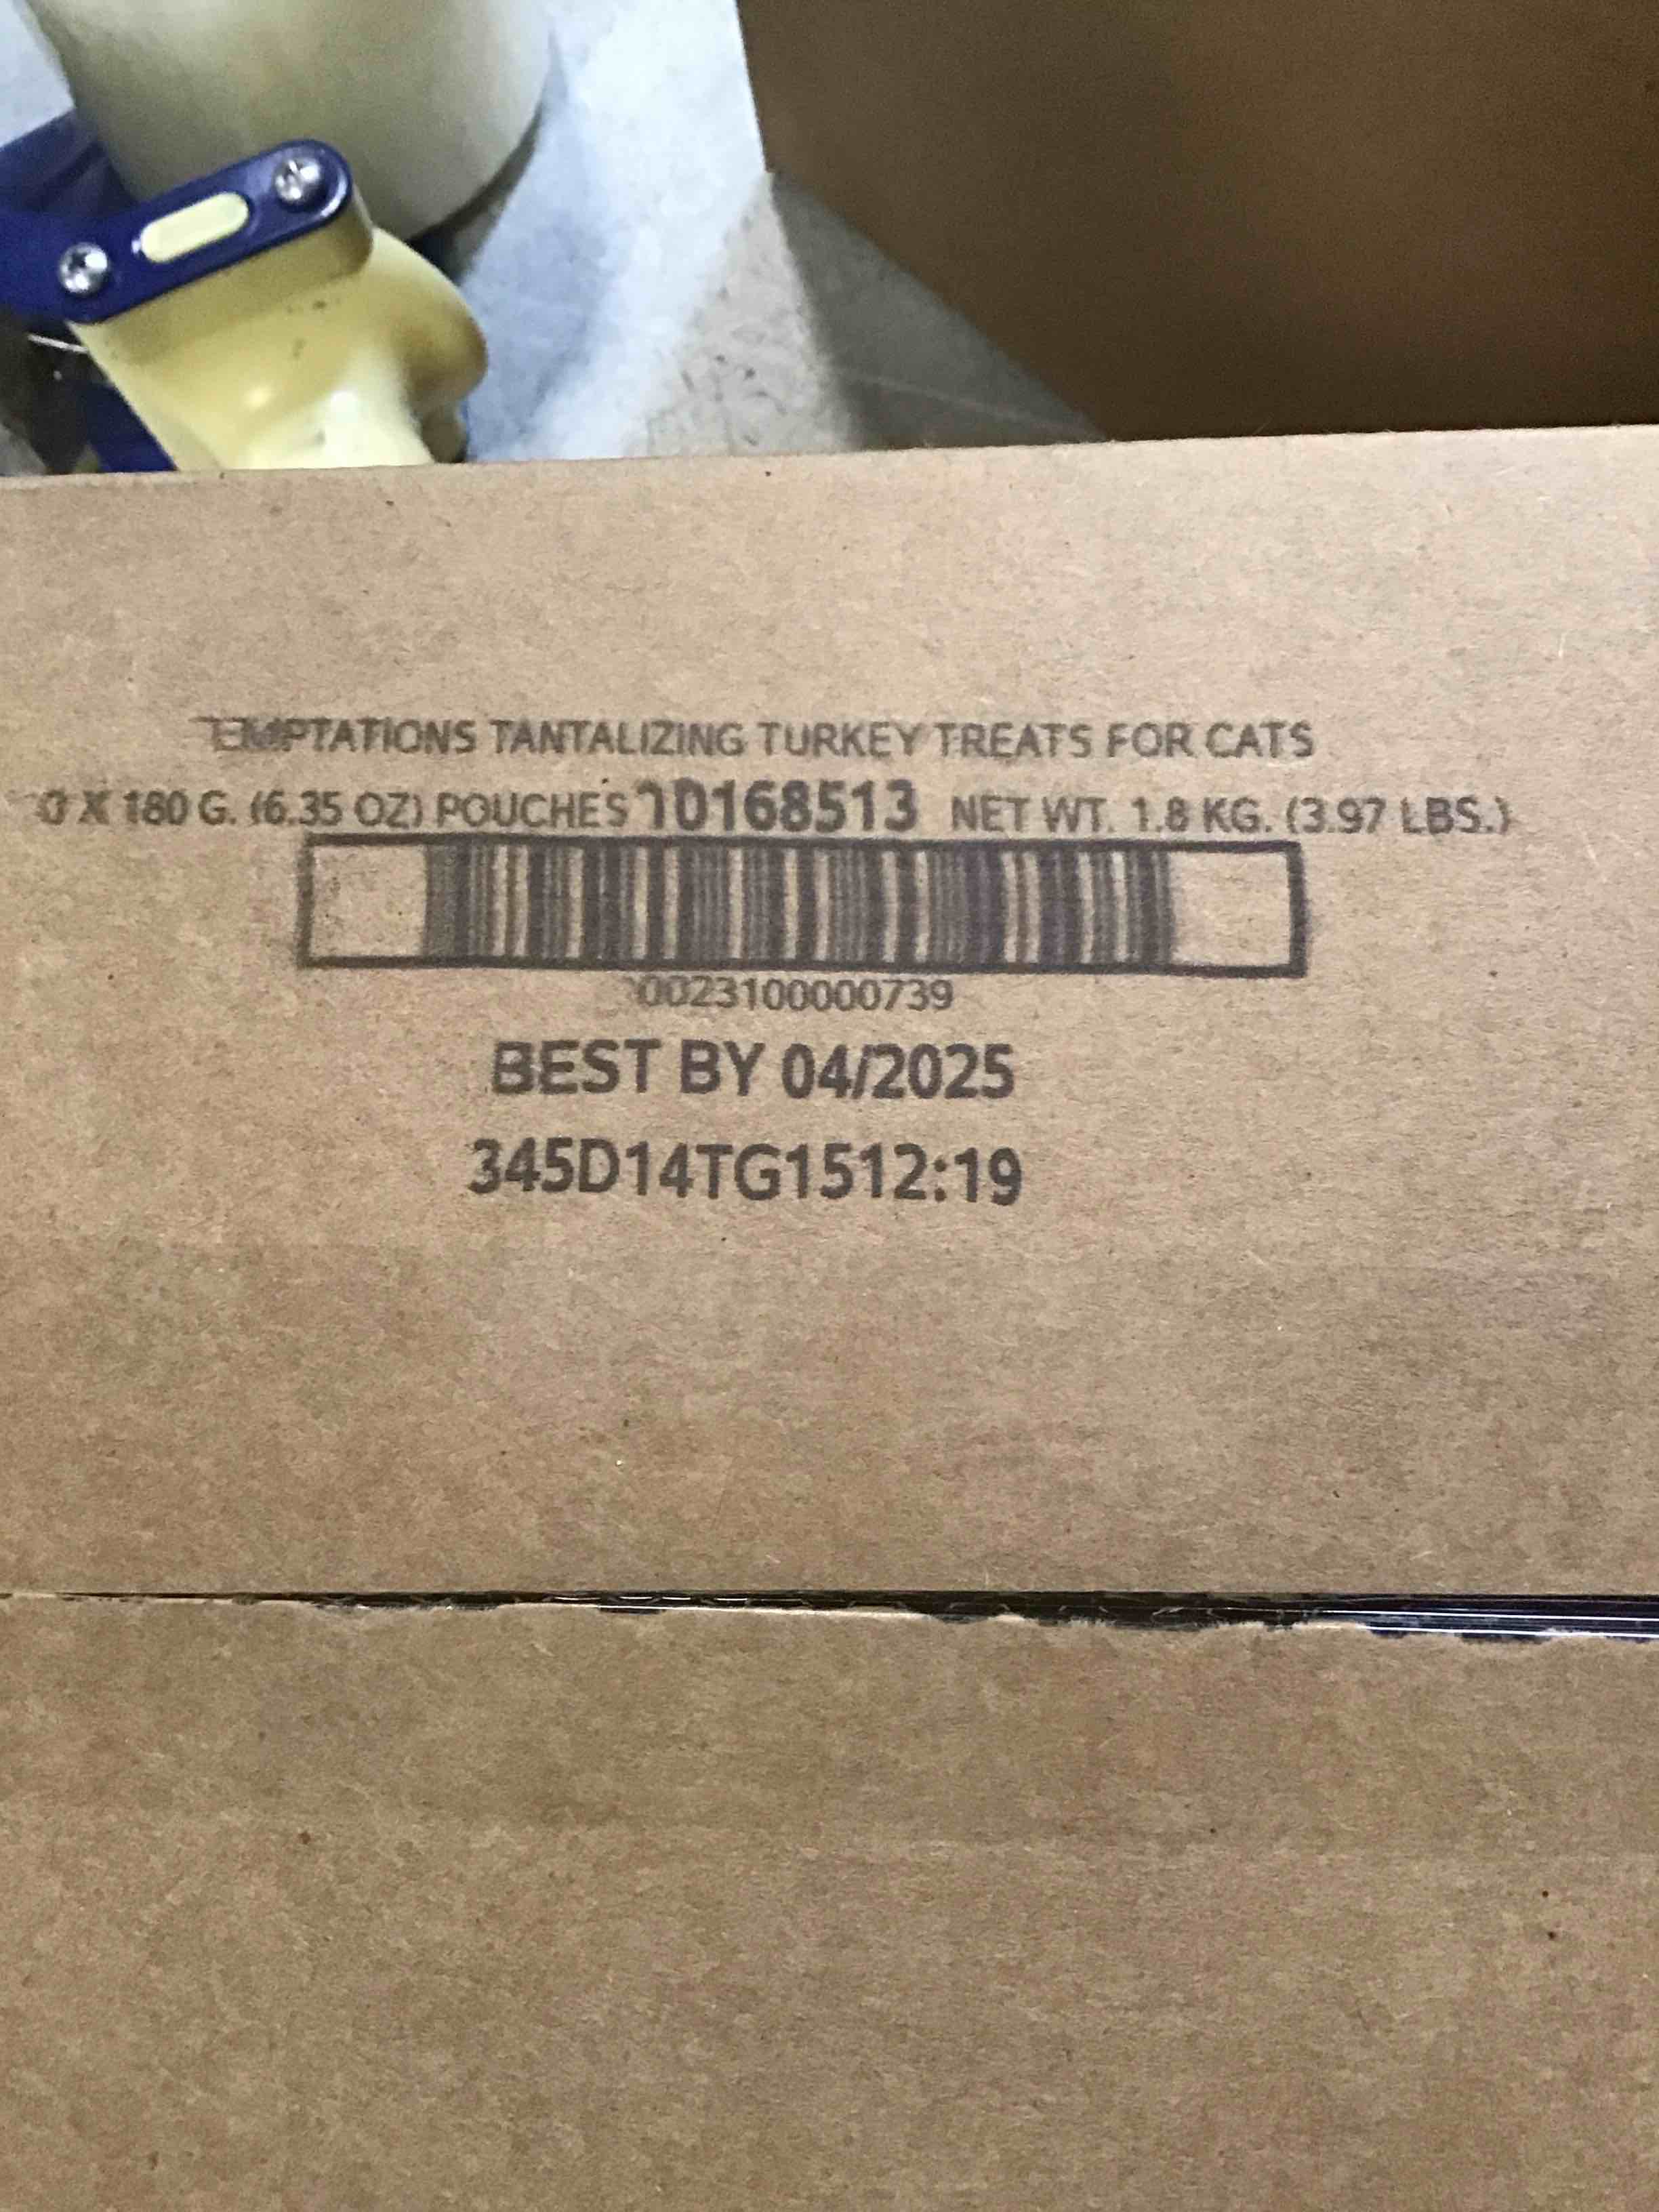 TEMPTATIONS TANTALIZING TURKEY TREATS FOR CATS
0 X 180 G. (6.35 OZ) POUCHES 10168513 NET WT. 1.8 KG. (3.97 LBS.)
0023100000739
BEST BY 04/2025
345D14TG1512:19